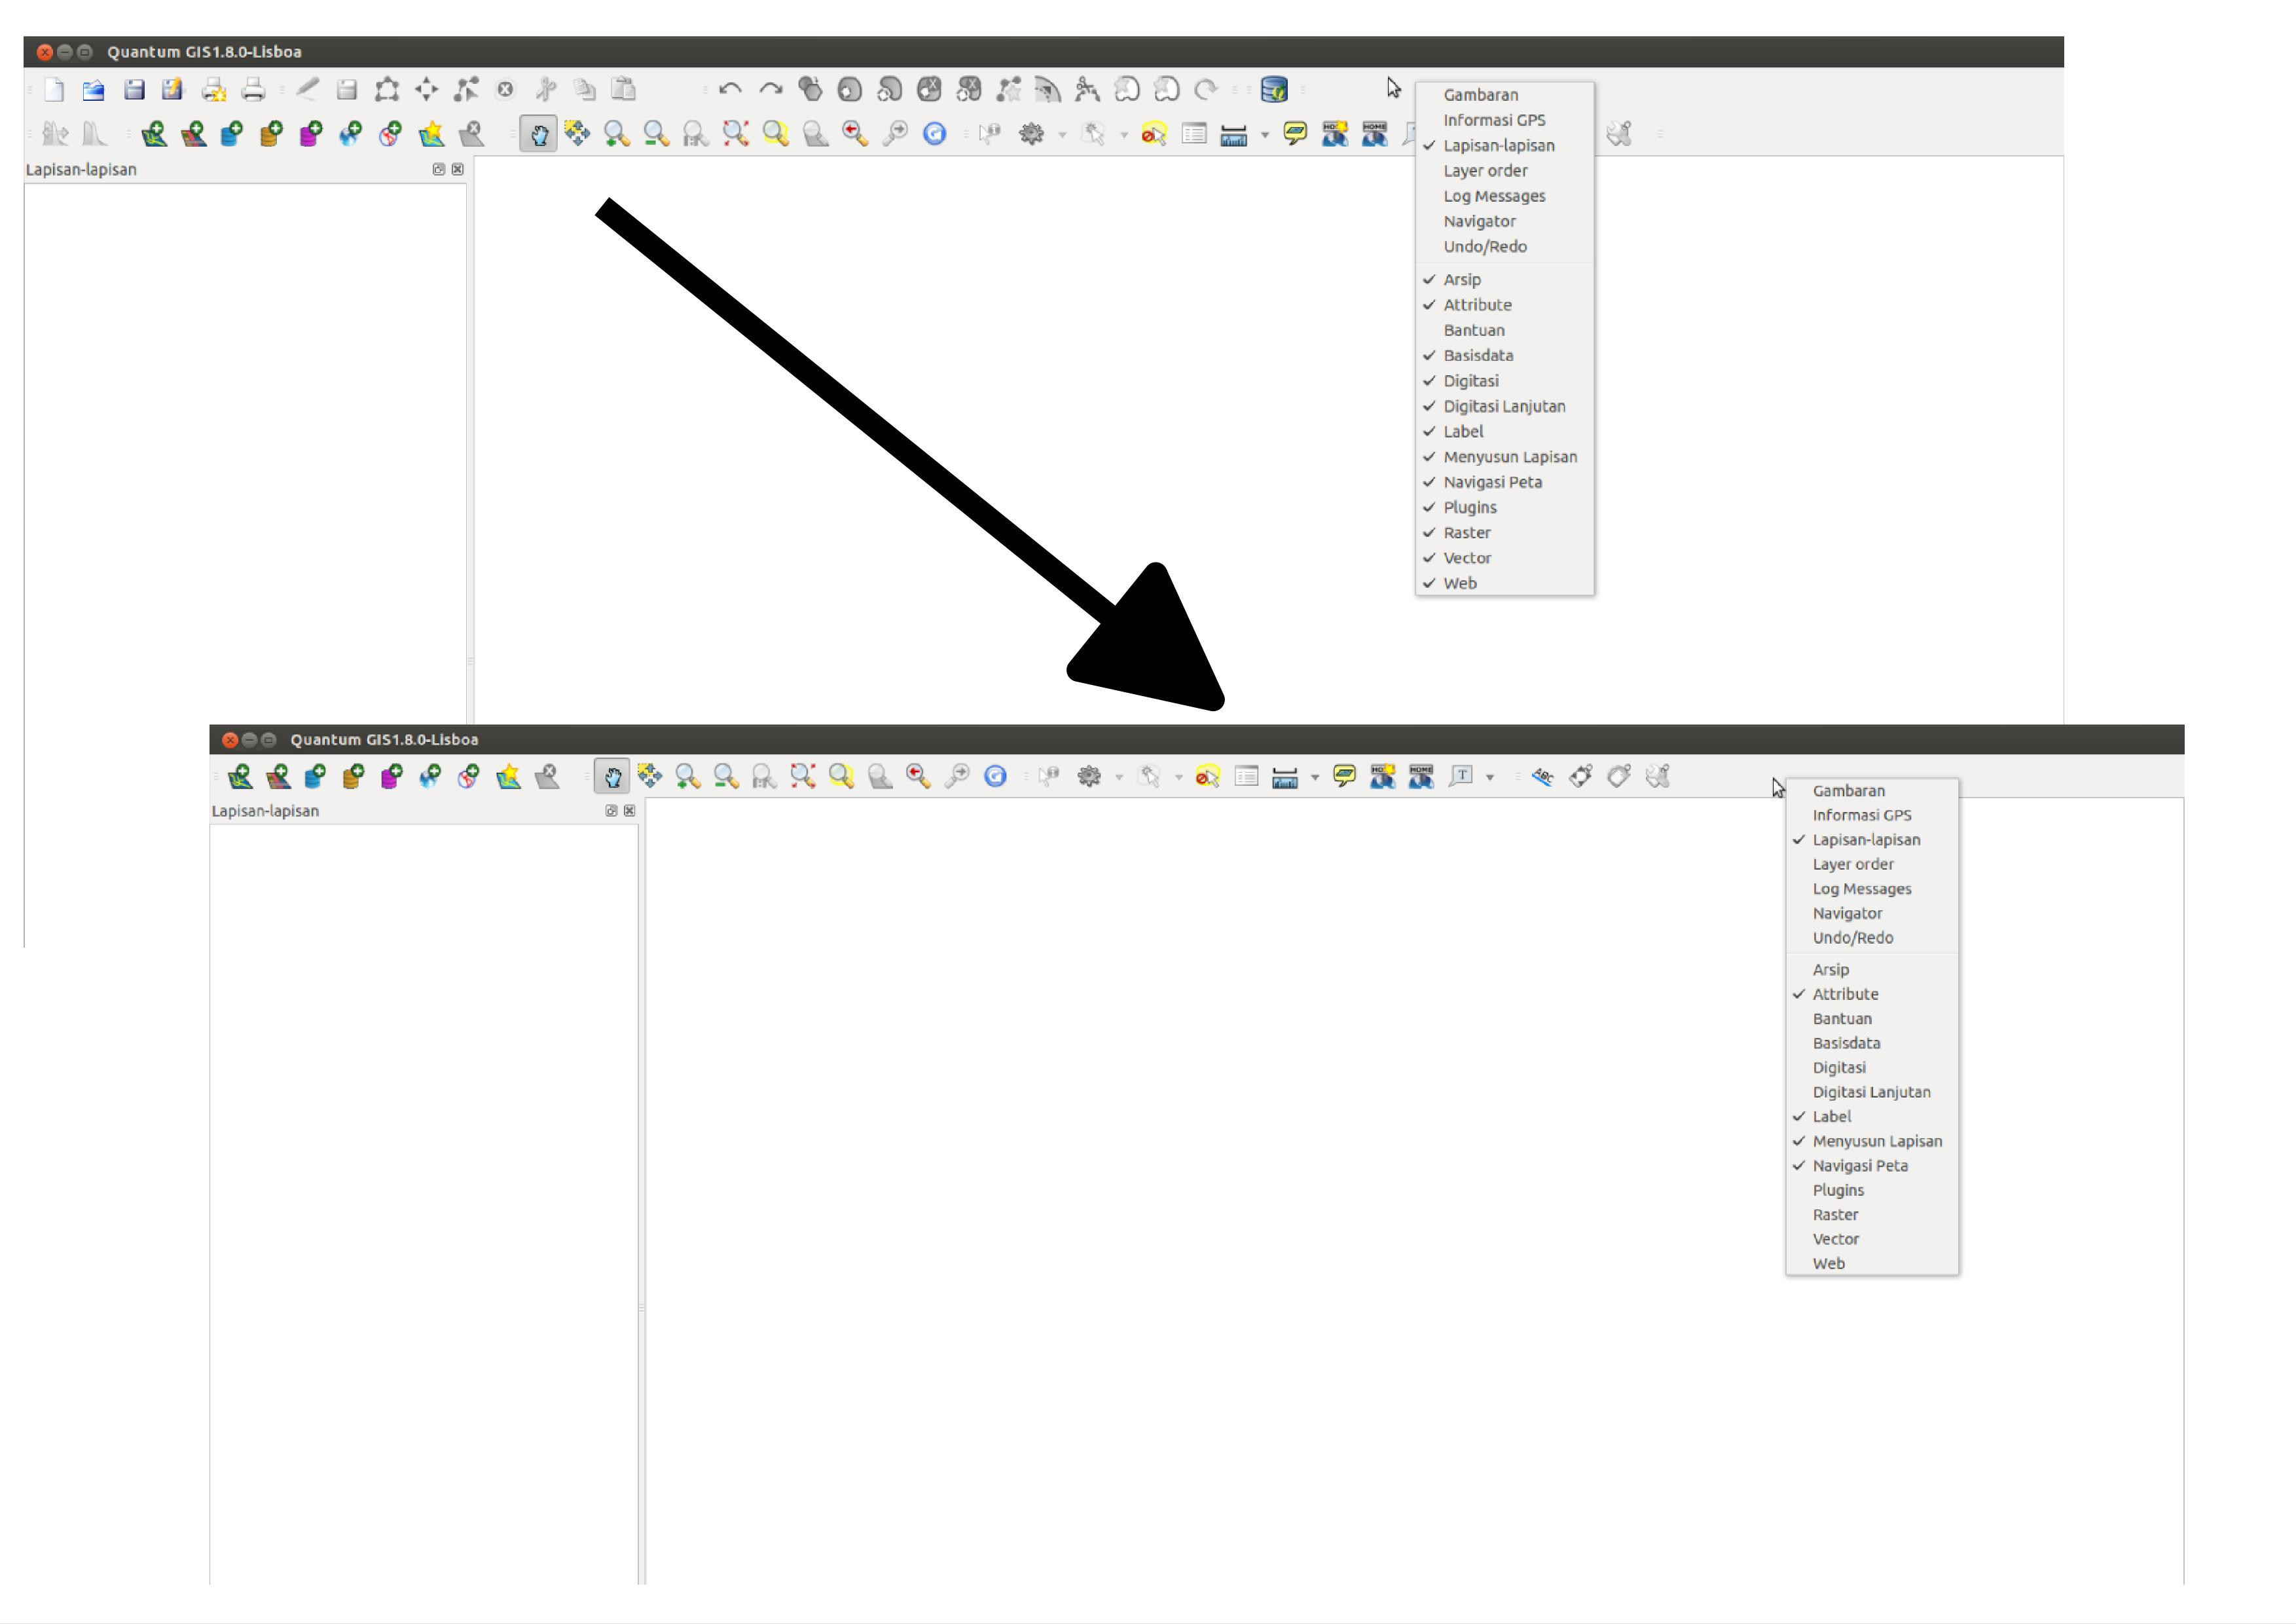 Quantum GIS1.8.0-Lisboa
Lapisan-lapisan
Gambaran
Informasi GPS
Lapisan-lapisan
Layer order
Log Messages
Navigator
Undo/Redo
Arsip
Attribute
Bantuan
Basisdata
Digitasi
Digitasi Lanjutan
Label
Menyusun Lapisan
Navigasi Peta
Plugins
Raster
Vector
Web
Quantum GIS1.8.0-Lisboa
Lapisan-lapisan
Gambaran
Informasi GPS
Lapisan-lapisan
Layer order
Log Messages
Navigator
Undo/Redo
Arsip
Attribute
Bantuan
Basisdata
Digitasi
Digitasi Lanjutan
Label
Menyusun Lapisan
Navigasi Peta
Plugins
Raster
Vector
Web